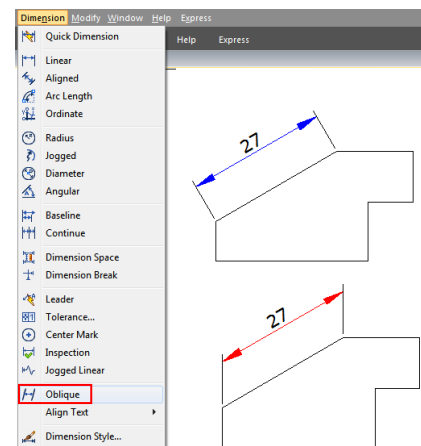 Dimension Modify Window Help Express
Quick Dimension
Help Express
Linear
Aligned
Arc Length
Ordinate
Radius
Jogged
Diameter
Angular
Baseline
Continue
Dimension Space
Dimension Break
Leader
Tolerance...
Center Mark
Inspection
Jogged Linear
Oblique
Align Text
Dimension Style...
27
27